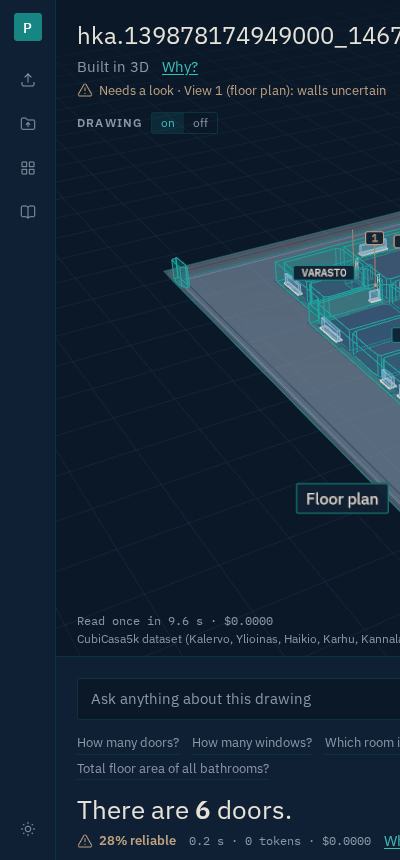 P
hka.139878174949000_1467
Built in 3D Why?
Needs a look · View 1 (floor plan): walls uncertain
DRAWING on off
1
VARASTO
Floor plan
Read once in 9.6 s · $0.0000
CubiCasa5k dataset (Kalervo, Ylioinas, Haikio, Karhu, Kannala
Ask anything about this drawing
How many doors? How many windows? Which room i
Total floor area of all bathrooms?
There are 6 doors.
28% reliable 0.2 s · 0 tokens · $0.0000 Wh